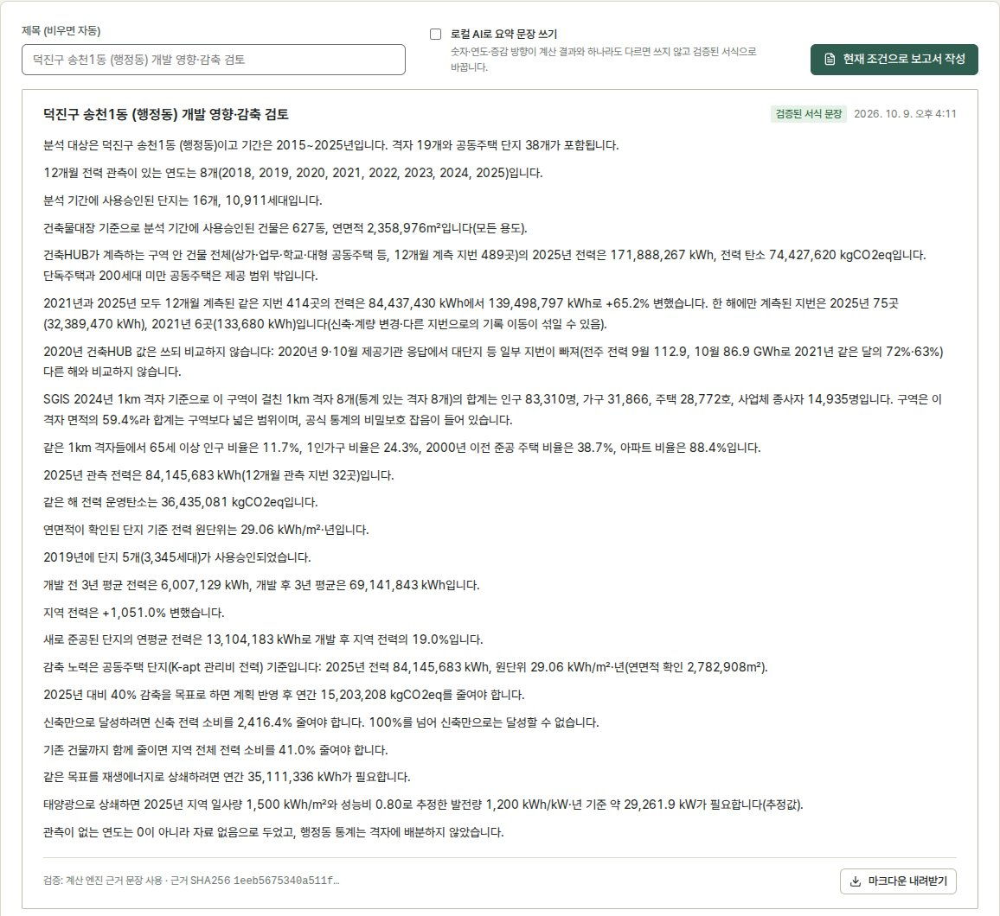 제목 (비우면 자동)
덕진구 송천1동 (행정동) 개발 영향·감축 검토
로컬 AI로 요약 문장 쓰기
숫자·연도·증감 방향이 계산 결과와 하나라도 다르면 쓰지 않고 검증된 서식으로
바꿉니다.
현재 조건으로 보고서 작성
덕진구 송천1동 (행정동) 개발 영향·감축 검토
검증된 서식 문장 2026. 10. 9. 오후 4:11
분석 대상은 덕진구 송천1동 (행정동)이고 기간은 2015~2025년입니다. 격자 19개와 공동주택 단지 38개가 포함됩니다.
12개월 전력 관측이 있는 연도는 8개(2018, 2019, 2020, 2021, 2022, 2023, 2024, 2025)입니다.
분석 기간에 사용승인된 단지는 16개, 10,911세대입니다.
건축물대장 기준으로 분석 기간에 사용승인된 건물은 627동, 연면적 2,358,976m²입니다(모든 용도).
건축HUB가 계측하는 구역 안 건물 전체(상가·업무·학교·대형 공동주택 등, 12개월 계측 지번 489곳)의 2025년 전력은 171,888,267 kWh, 전력 탄소 74,427,620 kgCO2eq입니다.
단독주택과 200세대 미만 공동주택은 제공 범위 밖입니다.
2021년과 2025년 모두 12개월 계측된 같은 지번 414곳의 전력은 84,437,430 kWh에서 139,498,797 kWh로 +65.2% 변했습니다. 한 해에만 계측된 지번은 2025년 75곳
(32,389,470 kWh), 2021년 6곳(133,680 kWh)입니다(신축·계량 변경·다른 지번으로의 기록 이동이 섞일 수 있음).
2020년 건축HUB 값은 쓰되 비교하지 않습니다: 2020년 9·10월 제공기관 응답에서 대단지 등 일부 지번이 빠져(전주 전력 9월 112.9, 10월 86.9 GWh로 2021년 같은 달의 72%·63%)
다른 해와 비교하지 않습니다.
SGIS 2024년 1km 격자 기준으로 이 구역이 걸친 1km 격자 8개(통계 있는 격자 8개)의 합계는 인구 83,310명, 가구 31,866, 주택 28,772호, 사업체 종사자 14,935명입니다. 구역은 이
격자 면적의 59.4%라 합계는 구역보다 넓은 범위이며, 공식 통계의 비밀보호 잡음이 들어 있습니다.
같은 1km 격자들에서 65세 이상 인구 비율은 11.7%, 1인가구 비율은 24.3%, 2000년 이전 준공 주택 비율은 38.7%, 아파트 비율은 88.4%입니다.
2025년 관측 전력은 84,145,683 kWh(12개월 관측 지번 32곳)입니다.
같은 해 전력 운영탄소는 36,435,081 kgCO2eq입니다.
연면적이 확인된 단지 기준 전력 원단위는 29.06 kWh/m²·년입니다.
2019년에 단지 5개(3,345세대)가 사용승인되었습니다.
개발 전 3년 평균 전력은 6,007,129 kWh, 개발 후 3년 평균은 69,141,843 kWh입니다.
지역 전력은 +1,051.0% 변했습니다.
새로 준공된 단지의 연평균 전력은 13,104,183 kWh로 개발 후 지역 전력의 19.0%입니다.
감축 노력은 공동주택 단지(K-apt 관리비 전력) 기준입니다: 2025년 전력 84,145,683 kWh, 원단위 29.06 kWh/m²·년(연면적 확인 2,782,908m²).
2025년 대비 40% 감축을 목표로 하면 계획 반영 후 연간 15,203,208 kgCO2eq를 줄여야 합니다.
신축만으로 달성하려면 신축 전력 소비를 2,416.4% 줄여야 합니다. 100%를 넘어 신축만으로는 달성할 수 없습니다.
기존 건물까지 함께 줄이면 지역 전체 전력 소비를 41.0% 줄여야 합니다.
같은 목표를 재생에너지로 상쇄하려면 연간 35,111,336 kWh가 필요합니다.
태양광으로 상쇄하면 2025년 지역 일사량 1,500 kWh/m²와 성능비 0.80로 추정한 발전량 1,200 kWh/kW·년 기준 약 29,261.9 kW가 필요합니다(추정값).
관측이 없는 연도는 0이 아니라 자료 없음으로 두었고, 행정동 통계는 격자에 배분하지 않았습니다.
검증: 계산 엔진 근거 문장 사용 · 근거 SHA256 1eeb5675340a511f…
마크다운 내려받기